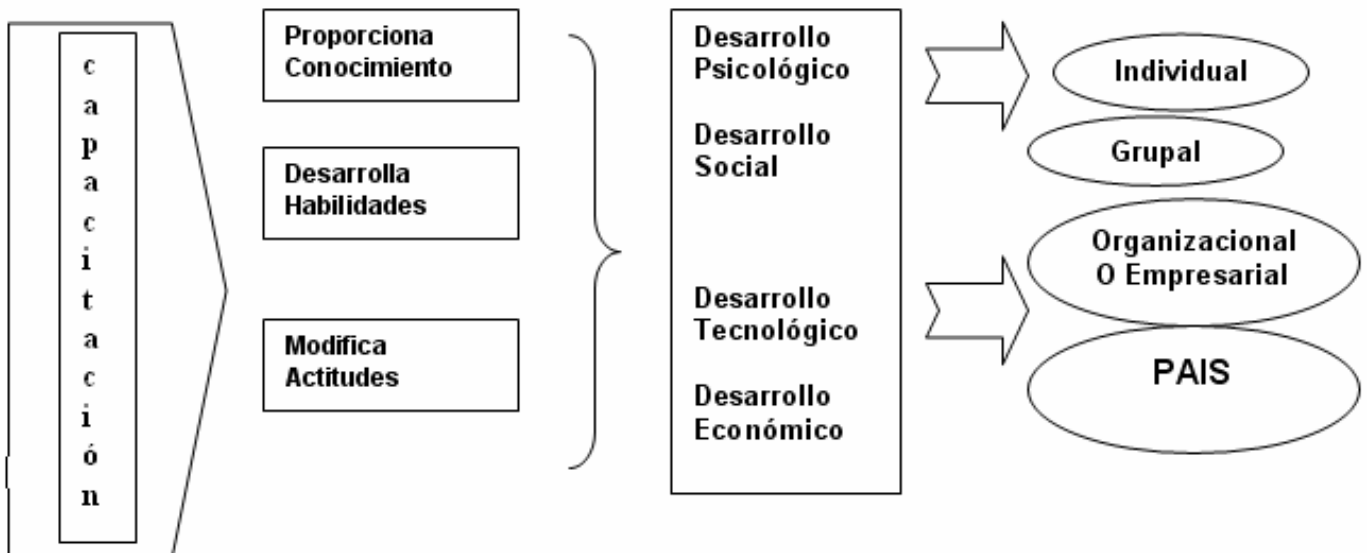 capacitación
Proporciona
Conocimiento
Desarrolla
Habilidades
Modifica
Actitudes
Desarrollo
Psicológico
Desarrollo
Social
Desarrollo
Tecnológico
Desarrollo
Económico
Individual
Grupal
Organizacional
O Empresarial
PAIS